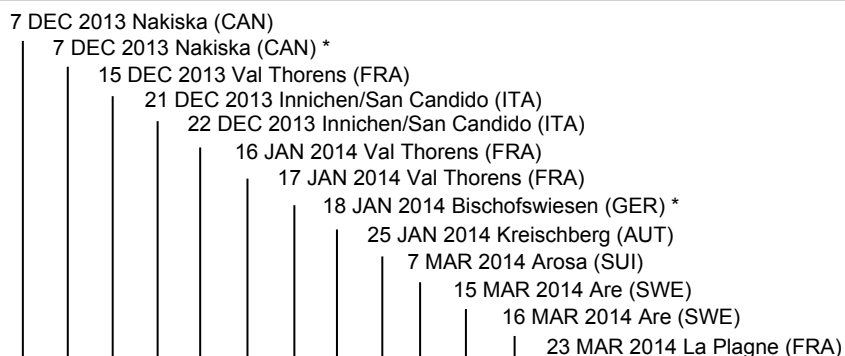 7 DEC 2013 Nakiska (CAN)
7 DEC 2013 Nakiska (CAN) *
15 DEC 2013 Val Thorens (FRA)
21 DEC 2013 Innichen/San Candido (ITA)
22 DEC 2013 Innichen/San Candido (ITA)
16 JAN 2014 Val Thorens (FRA)
17 JAN 2014 Val Thorens (FRA)
18 JAN 2014 Bischofswiesen (GER) *
25 JAN 2014 Kreischberg (AUT)
7 MAR 2014 Arosa (SUI)
15 MAR 2014 Are (SWE)
16 MAR 2014 Are (SWE)
23 MAR 2014 La Plagne (FRA)